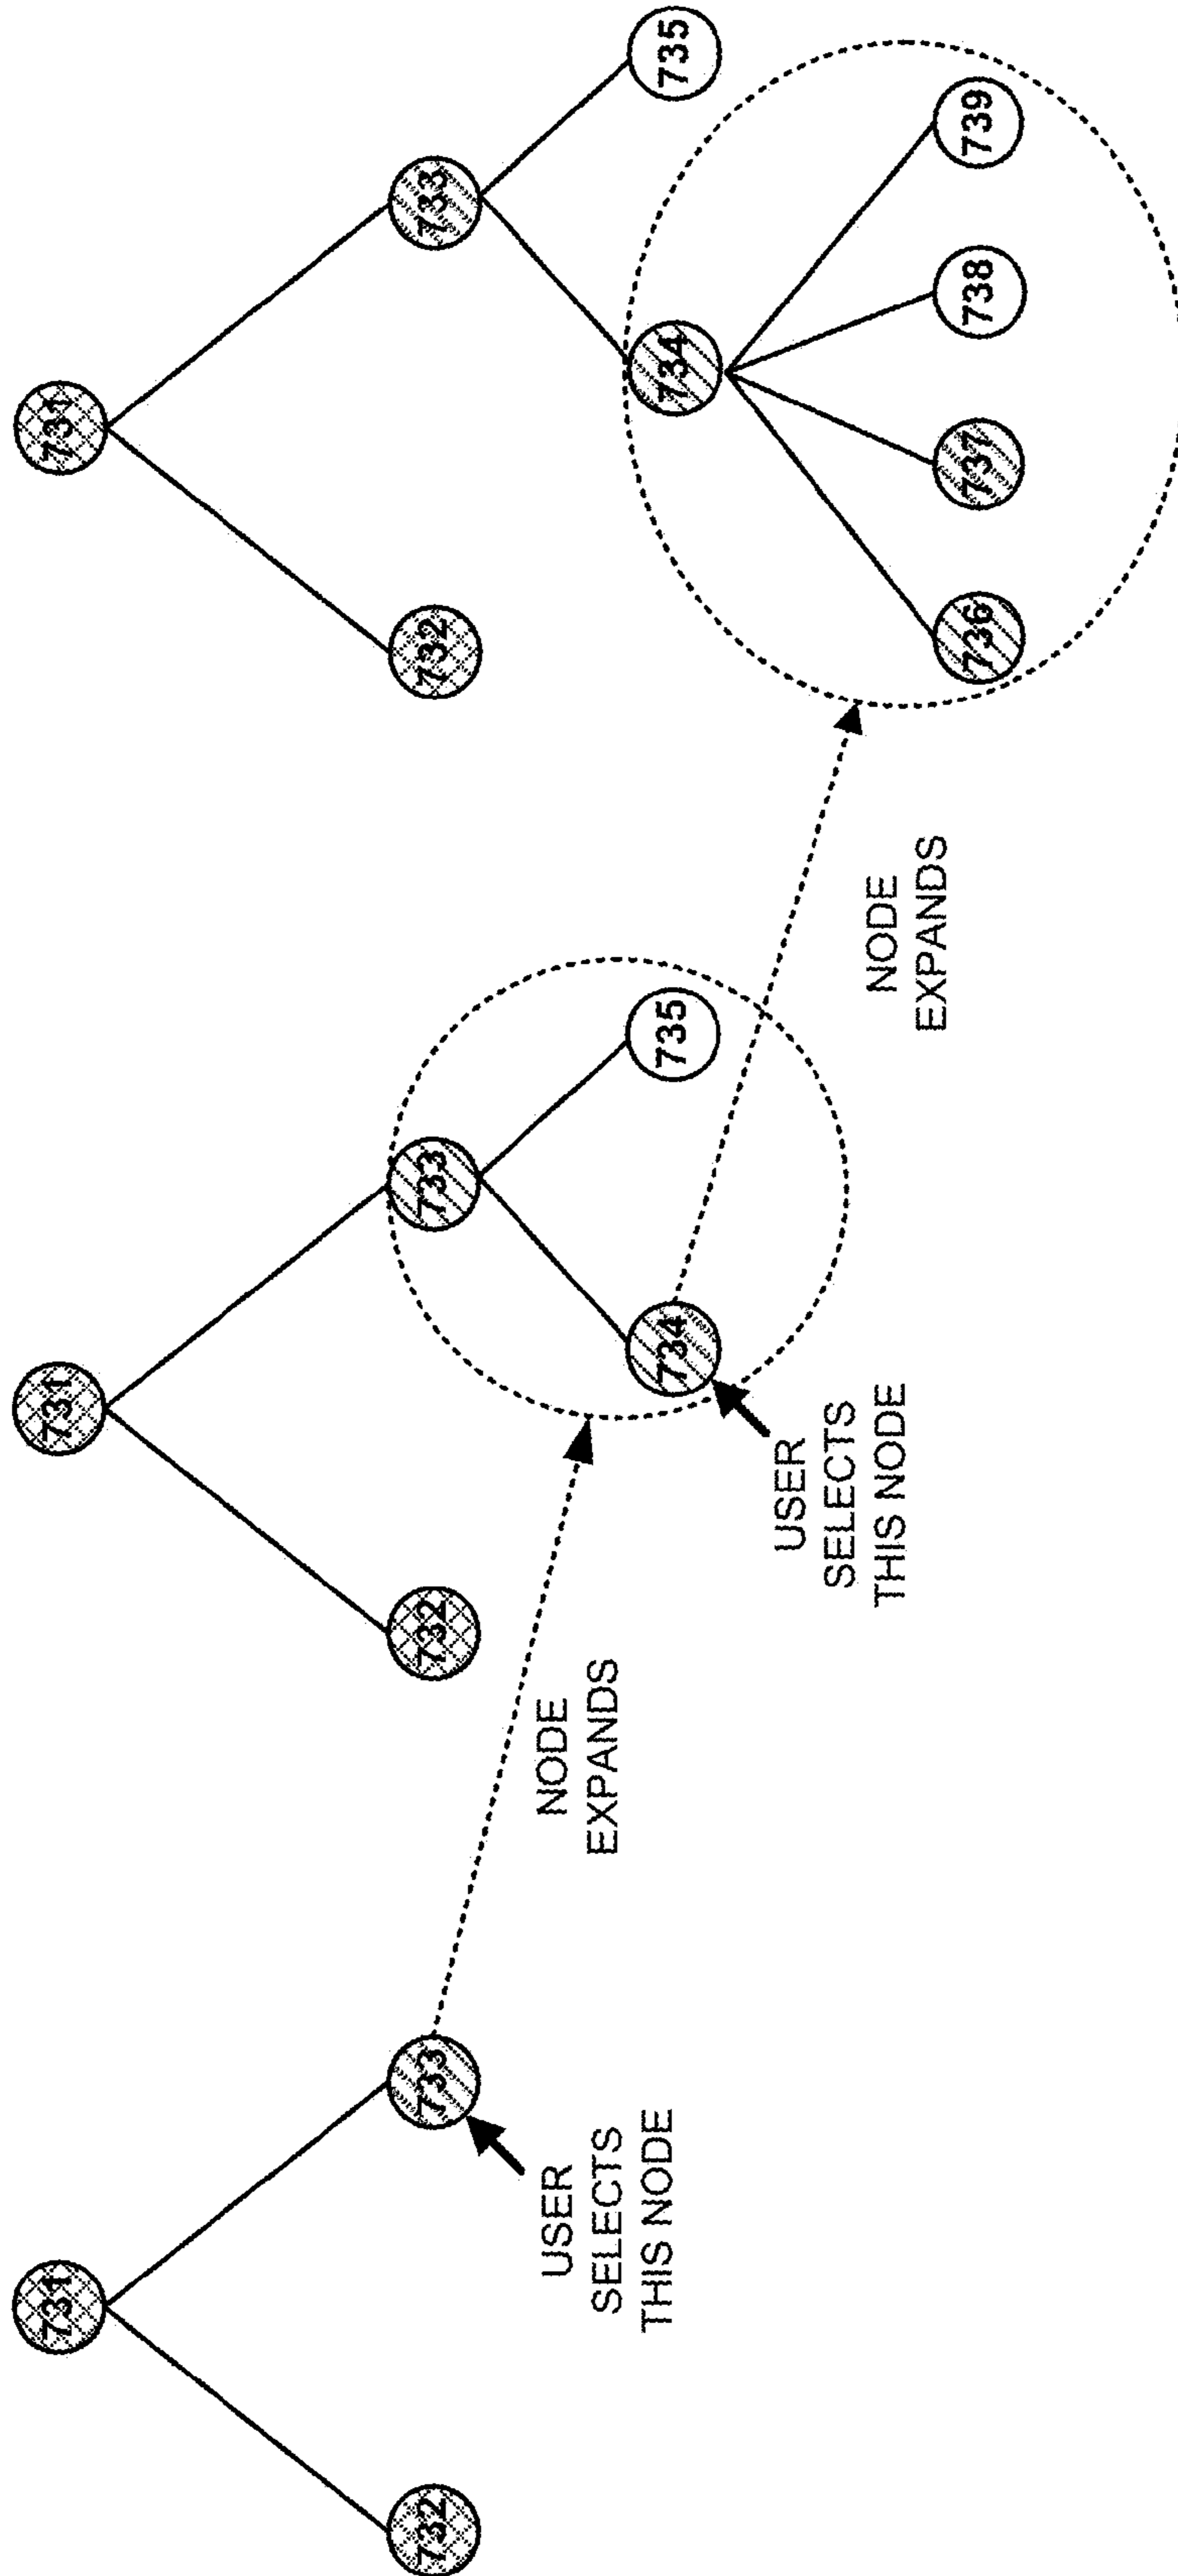 731
732
733
USER
SELECTS
THIS NODE
NODE
EXPANDS
731
732
733
734
735
USER
SELECTS
THIS NODE
NODE
EXPANDS
731
732
733
734
735
736
737
738
739